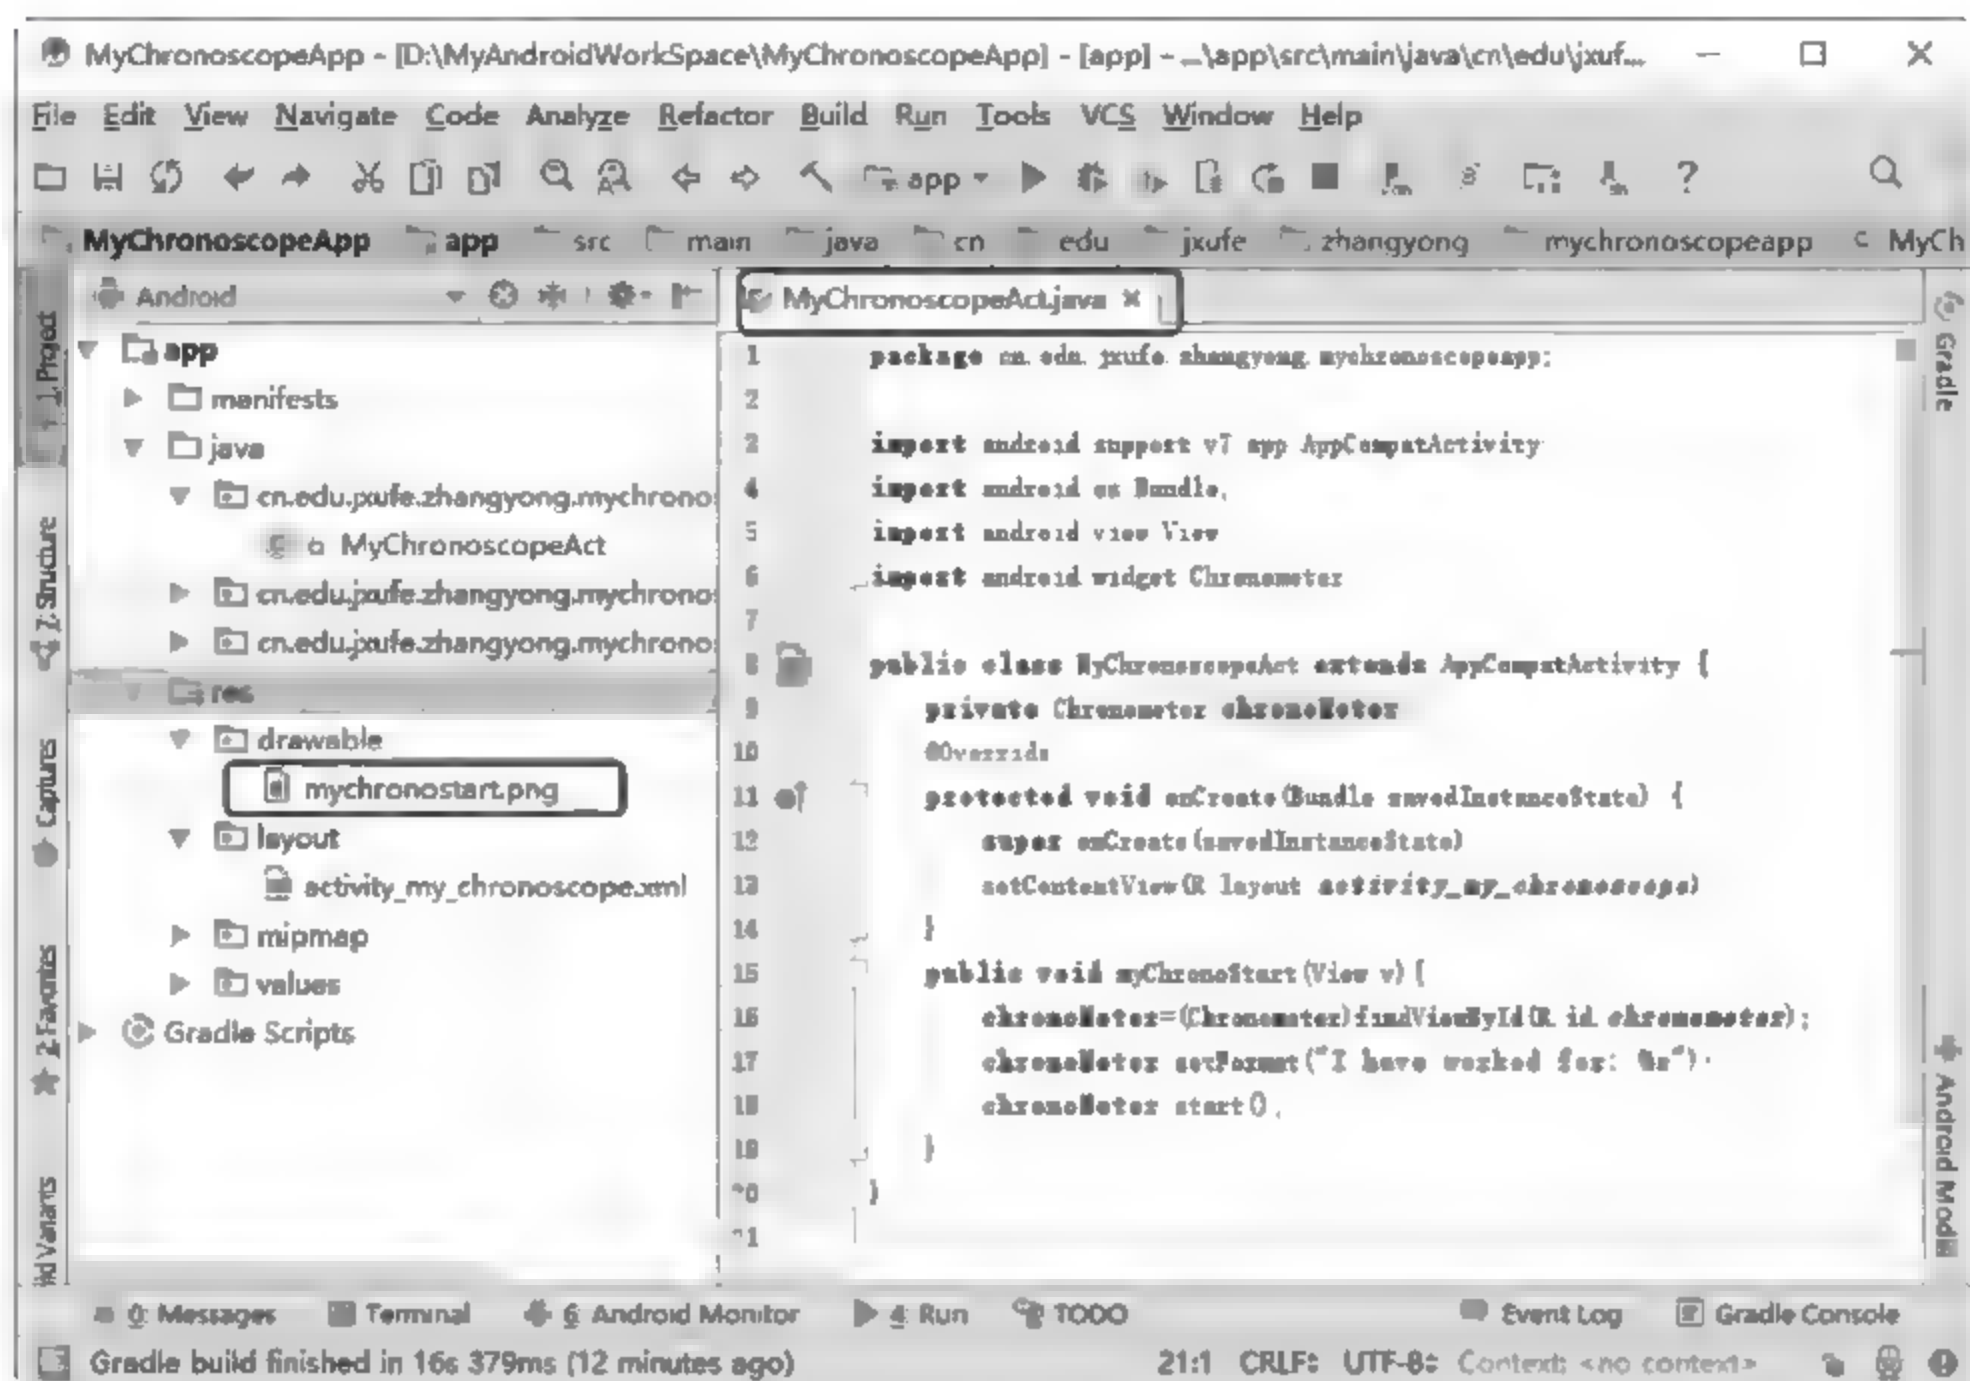 MyChronoscopeApp - [D:\MyAndroidWorkSpace\MyChronoscopeApp] - [app] - ...\app\src\main\java\cn\edu\jxuf...
File Edit View Navigate Code Analyze Refactor Build Run Tools VCS Window Help
app
MyChronoscopeApp app src main java cn edu jxufe zhangyong mychronoscopeapp C MyCh
Android
MyChronoscopeAct.java
1: Project
7: Structure
Captures
2: Favorites
ild Variants
app
manifests
java
cn.edu.jxufe.zhangyong.mychronos
MyChronoscopeAct
cn.edu.jxufe.zhangyong.mychronos
cn.edu.jxufe.zhangyong.mychronos
res
drawable
mychronostart.png
layout
activity_my_chronoscope.xml
mipmap
values
Gradle Scripts
1 package cn.edu.jxufe.zhangyong.mychronoscopeapp;
2
3 import android.support.v7.app.AppCompatActivity
4 import android.os.Bundle;
5 import android.view.View
6 import android.widget.Chronometer
7
8 public class MyChronoscopeAct extends AppCompatActivity {
9 private Chronometer chronoMeter
10 @Override
11 protected void onCreate(Bundle savedInstanceState) {
12 super.onCreate(savedInstanceState)
13 setContentView(R.layout.activity_my_chronoscope)
14 }
15 public void myChronoStart(View v){
16 chronoMeter=(Chronometer)findViewById(R.id.chronometer);
17 chronoMeter.setFormat("I have worked for: %s");
18 chronoMeter.start();
19 }
20 }
21
Gradle
Android Model
0: Messages Terminal 6: Android Monitor 4: Run TODO Event Log Gradle Console
Gradle build finished in 16s 379ms (12 minutes ago) 21:1 CRLF: UTF-8: Context: <no context>